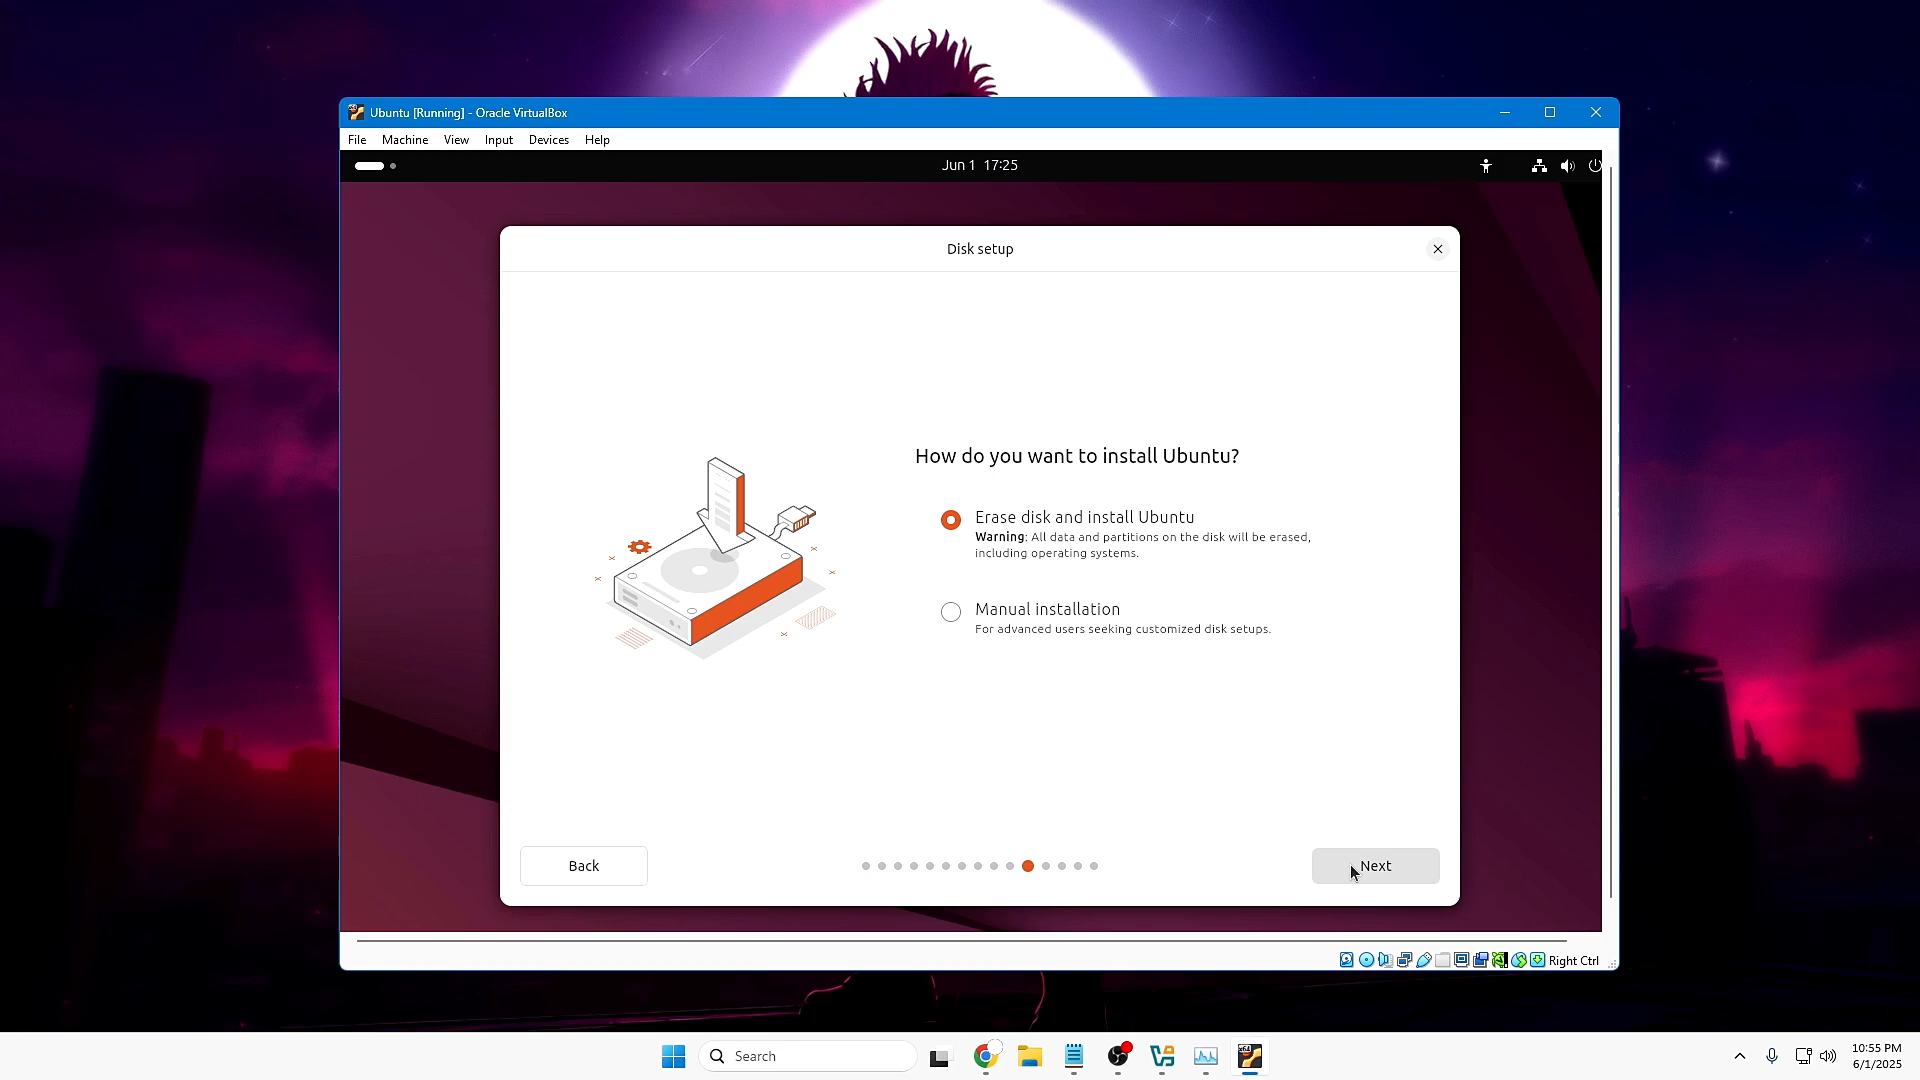 Ubuntu [Running] - Oracle VirtualBox
File Machine View Input Devices Help
Jun 1 17:25
Disk setup
How do you want to install Ubuntu?
Erase disk and install Ubuntu
Warning: All data and partitions on the disk will be erased,
including operating systems.
Manual installation
For advanced users seeking customized disk setups.
Back
Next
Right Ctrl
Search
10:55 PM
6/1/2025